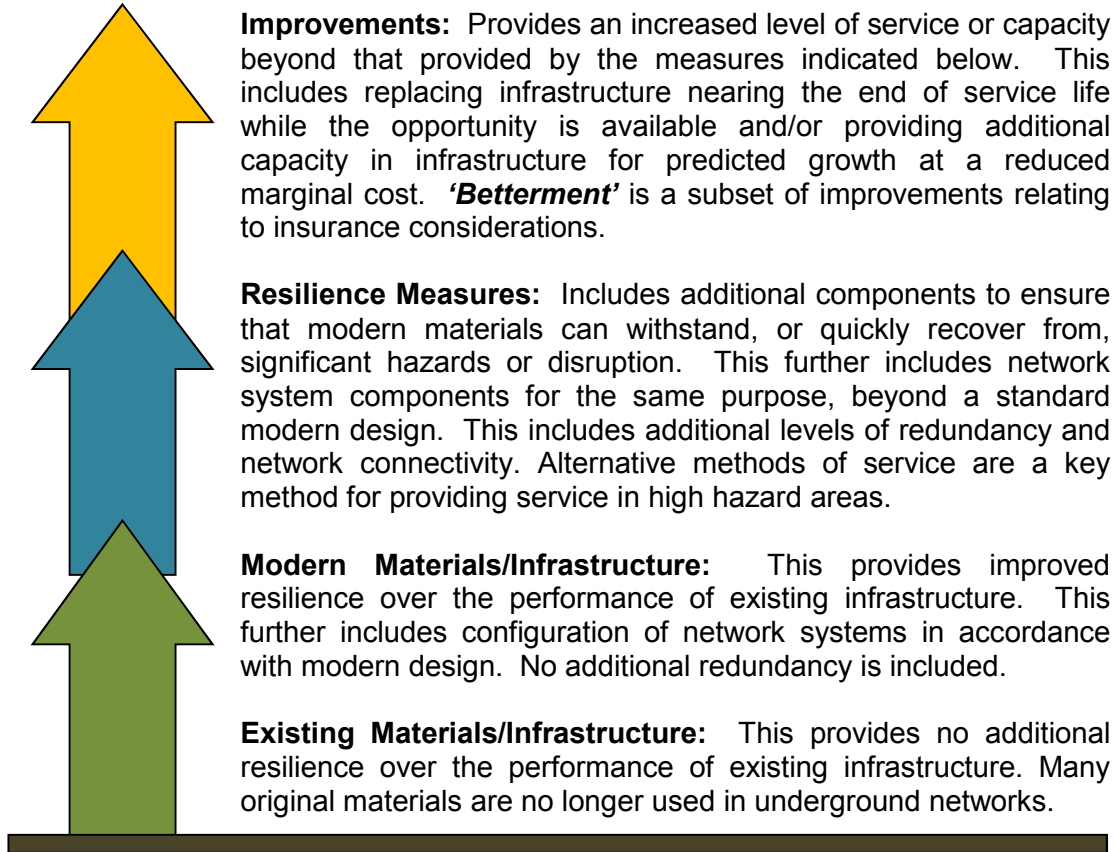 Improvements: Provides an increased level of service or capacity
beyond that provided by the measures indicated below. This
includes replacing infrastructure nearing the end of service life
while the opportunity is available and/or providing additional
capacity in infrastructure for predicted growth at a reduced
marginal cost. ‘Betterment’ is a subset of improvements relating
to insurance considerations.
Resilience Measures: Includes additional components to ensure
that modern materials can withstand, or quickly recover from,
significant hazards or disruption. This further includes network
system components for the same purpose, beyond a standard
modern design. This includes additional levels of redundancy and
network connectivity. Alternative methods of service are a key
method for providing service in high hazard areas.
Modern Materials/Infrastructure: This provides improved
resilience over the performance of existing infrastructure. This
further includes configuration of network systems in accordance
with modern design. No additional redundancy is included.
Existing Materials/Infrastructure: This provides no additional
resilience over the performance of existing infrastructure. Many
original materials are no longer used in underground networks.